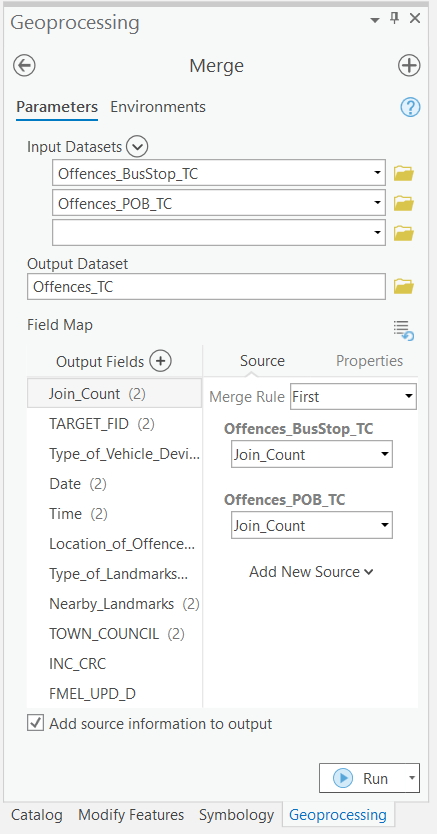 Geoprocessing
Merge
Parameters Environments
?
Input Datasets
Offences_BusStop_TC
Offences_POB_TC
Output Dataset
Offences_TC
Field Map
Output Fields
Source Properties
Join_Count (2)
Merge Rule First
TARGET_FID (2)
Offences_BusStop_TC
Type_of_Vehicle_Devi...
Join_Count
Date (2)
Offences_POB_TC
Time (2)
Join_Count
Location_of_Offence...
Type_of_Landmarks...
Add New Source
Nearby_Landmarks (2)
TOWN_COUNCIL (2)
INC_CRC
FMEL_UPD_D
Add source information to output
Run
Catalog Modify Features Symbology Geoprocessing